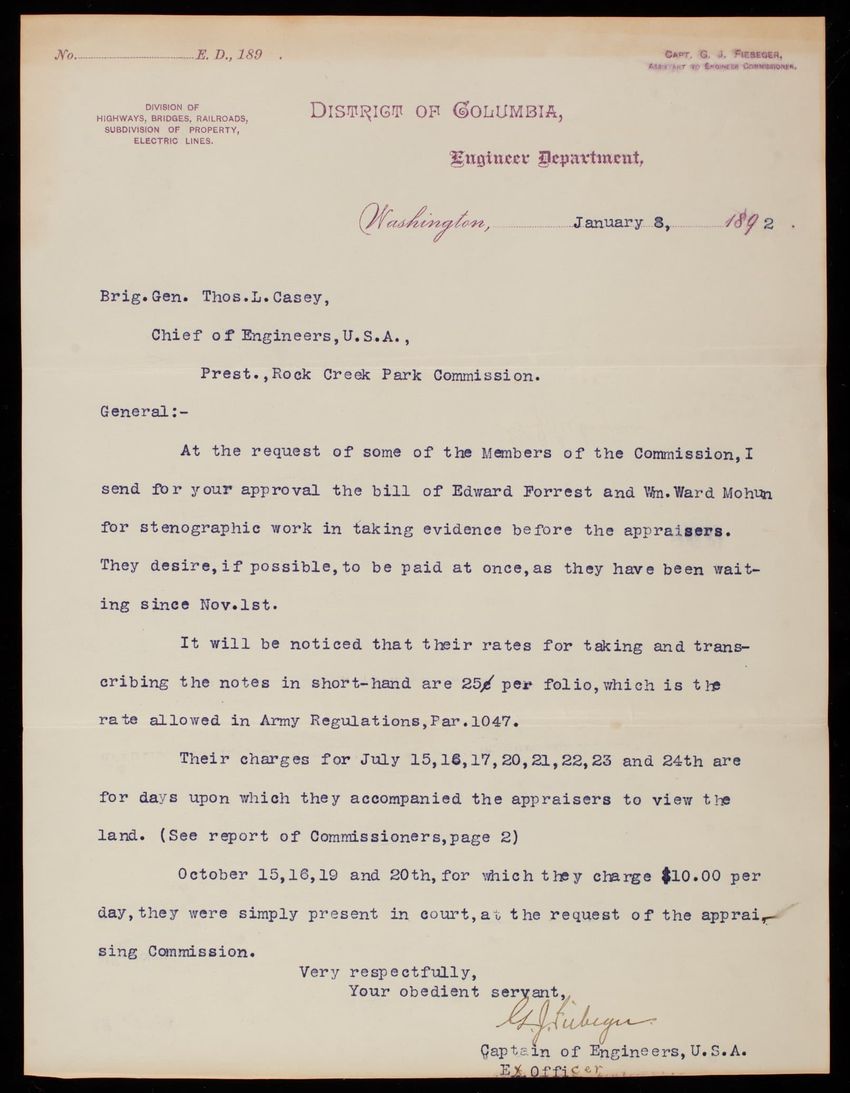 No. E. D., 189 .
CAPT. G. J. FIEBEGER,
ASSISTANT TO ENGINEER COMMISSIONER.
DIVISION OF
HIGHWAYS, BRIDGES, RAILROADS,
SUBDIVISION OF PROPERTY,
ELECTRIC LINES.
DISTRICT OF COLUMBIA,
Engineer Department,
Washington, January 8, 1892.
Brig.Gen. Thos.L.Casey,
Chief of Engineers,U.S.A.,
Prest.,Rock Creek Park Commission.
General:-
At the request of some of the Members of the Commission,I
send for your approval the bill of Edward Forrest and Wm.Ward Mohun
for stenographic work in taking evidence before the appraisers.
They desire,if possible,to be paid at once,as they have been wait-
ing since Nov.1st.
It will be noticed that their rates for taking and trans-
cribing the notes in short-hand are 25¢ per folio,which is the
rate allowed in Army Regulations,Par.1047.
Their charges for July 15,16,17,20,21,22,23 and 24th are
for days upon which they accompanied the appraisers to view the
land. (See report of Commissioners,page 2)
October 15,16,19 and 20th,for which they charge $10.00 per
day,they were simply present in court,at the request of the apprai-
sing Commission.
Very respectfully,
Your obedient servant,
G. J. Fiebeger
Captain of Engineers,U.S.A.
Ex Officer